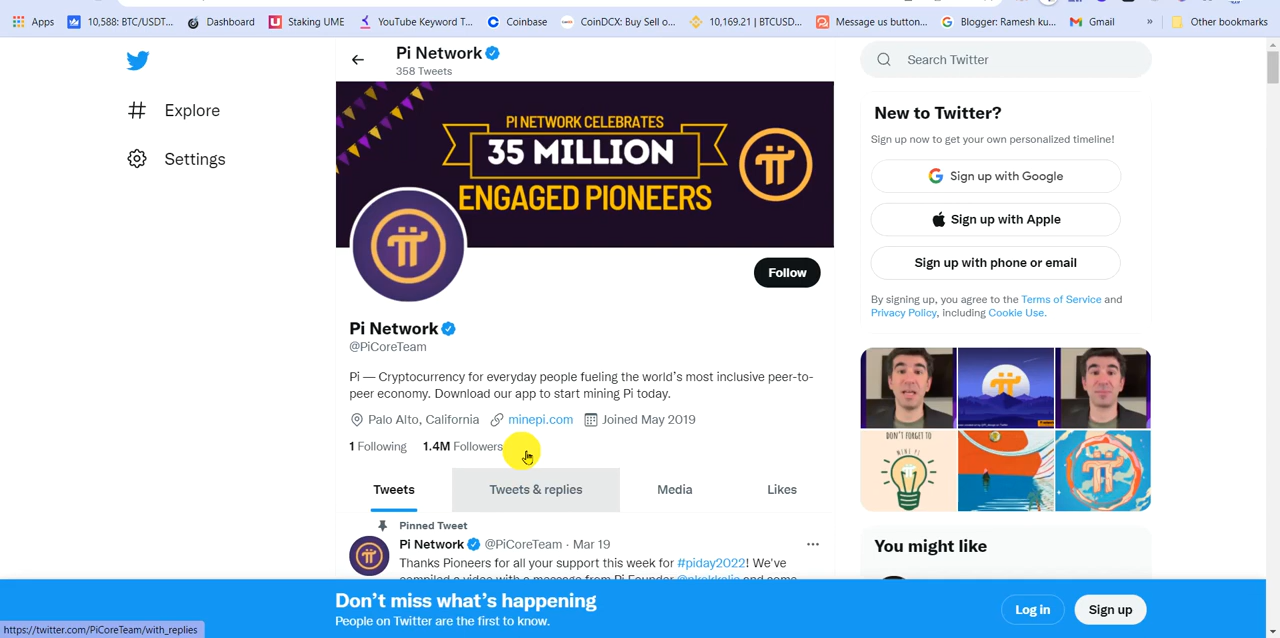 Apps
10,588: BTC/USDT...
Dashboard
Staking UME
YouTube Keyword T...
Coinbase
CoinDCX: Buy Sell o...
10,169.21 | BTCUSD...
Message us button...
Blogger: Ramesh ku...
Gmail
»
Other bookmarks
Pi Network
358 Tweets
Search Twitter
Explore
Settings
PI NETWORK CELEBRATES
35 MILLION
ENGAGED PIONEERS
New to Twitter?
Sign up now to get your own personalized timeline!
Sign up with Google
Sign up with Apple
Sign up with phone or email
By signing up, you agree to the Terms of Service and
Privacy Policy, including Cookie Use.
Follow
Pi Network
@PiCoreTeam
Pi — Cryptocurrency for everyday people fueling the world's most inclusive peer-to-
peer economy. Download our app to start mining Pi today.
Palo Alto, California minepi.com Joined May 2019
1 Following 1.4M Followers
Tweets
Tweets & replies
Media
Likes
DON'T FORGET
TO
MINE PI
You might like
Pinned Tweet
Pi Network @PiCoreTeam · Mar 19
Thanks Pioneers for all your support this week for #piday2022! We've
Don't miss what's happening
People on Twitter are the first to know.
Log in
Sign up
https://twitter.com/PiCoreTeam/with_replies